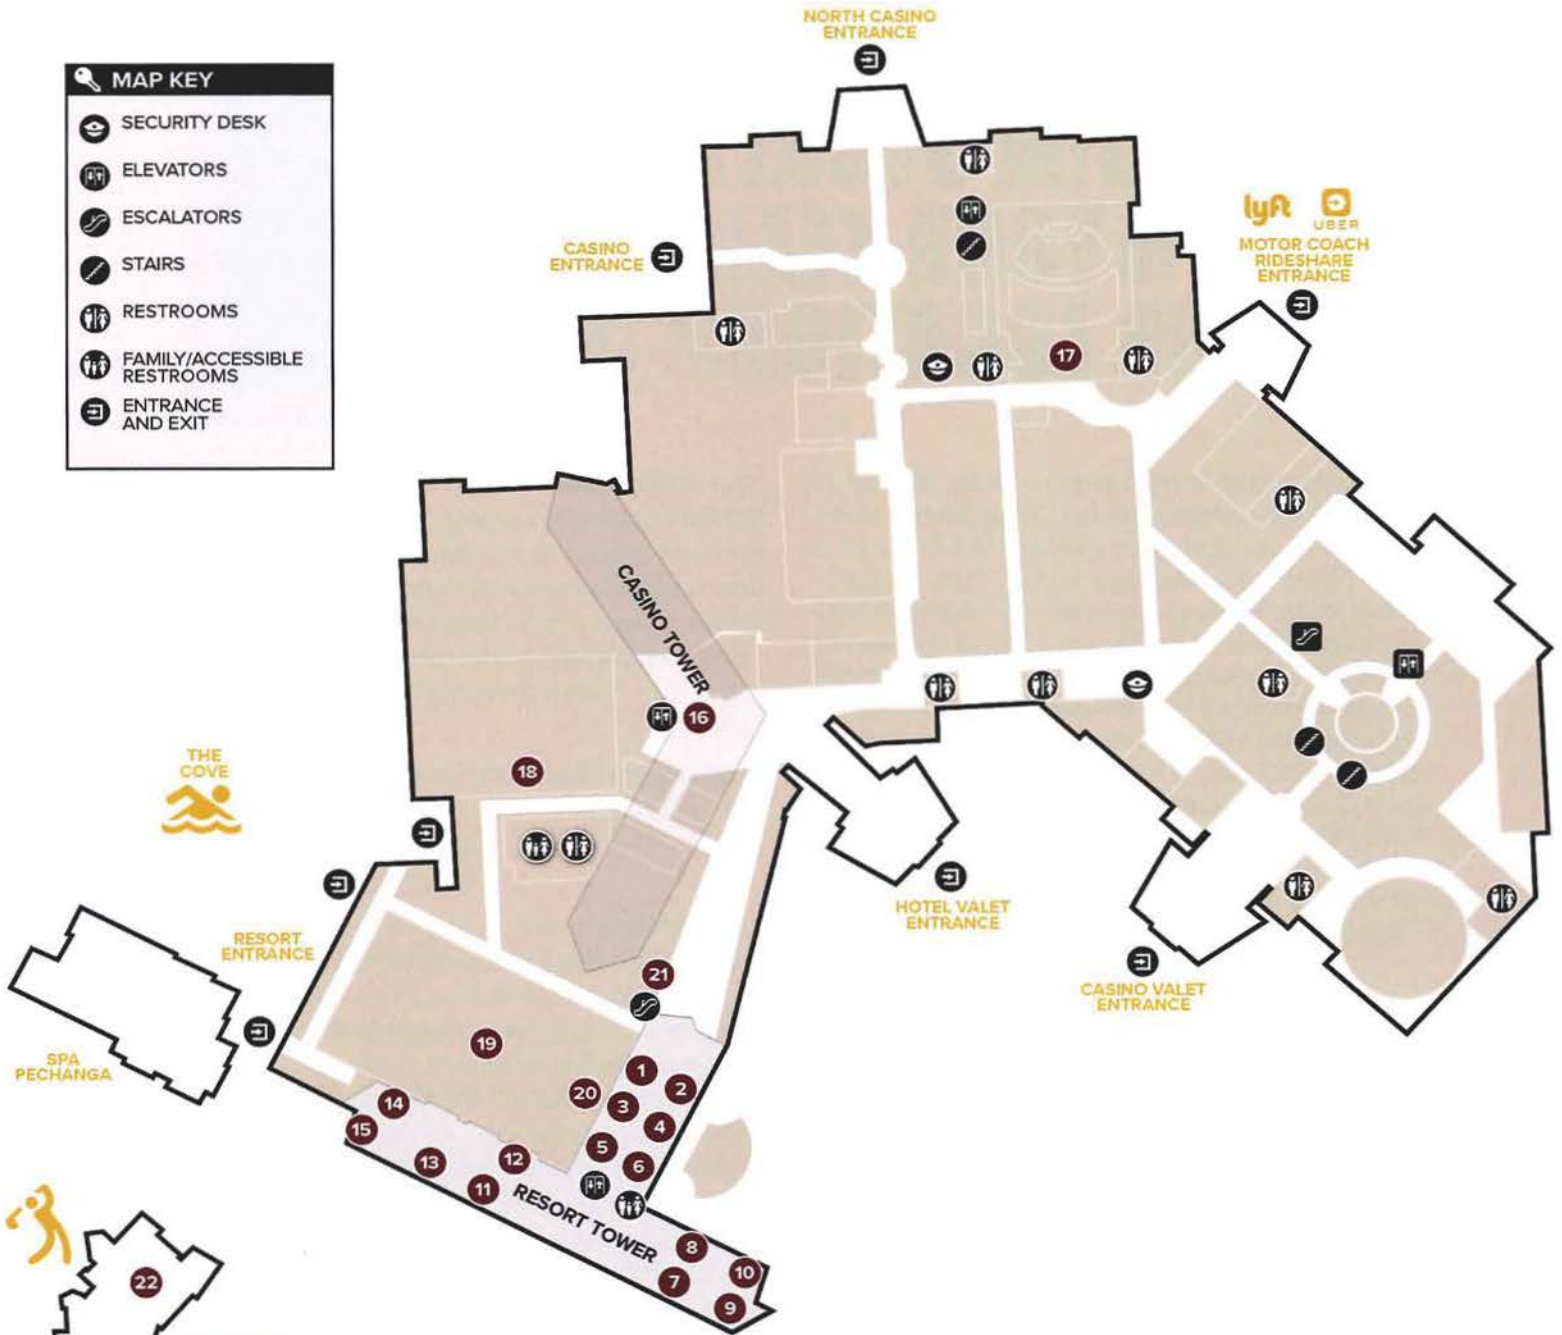 NORTH CASINO
ENTRANCE
MAP KEY
SECURITY DESK
ELEVATORS
ESCALATORS
STAIRS
RESTROOMS
FAMILY/ACCESSIBLE
RESTROOMS
ENTRANCE
AND EXIT
CASINO
ENTRANCE
lyft
UBER
MOTOR COACH
RIDESHARE
ENTRANCE
17
CASINO TOWER
16
18
THE
COVE
HOTEL VALET
ENTRANCE
RESORT
ENTRANCE
CASINO VALET
ENTRANCE
21
19
SPA
PECHANGA
1
2
20
3
14
4
15
5
13
12
6
11
RESORT TOWER
8
10
7
22
9